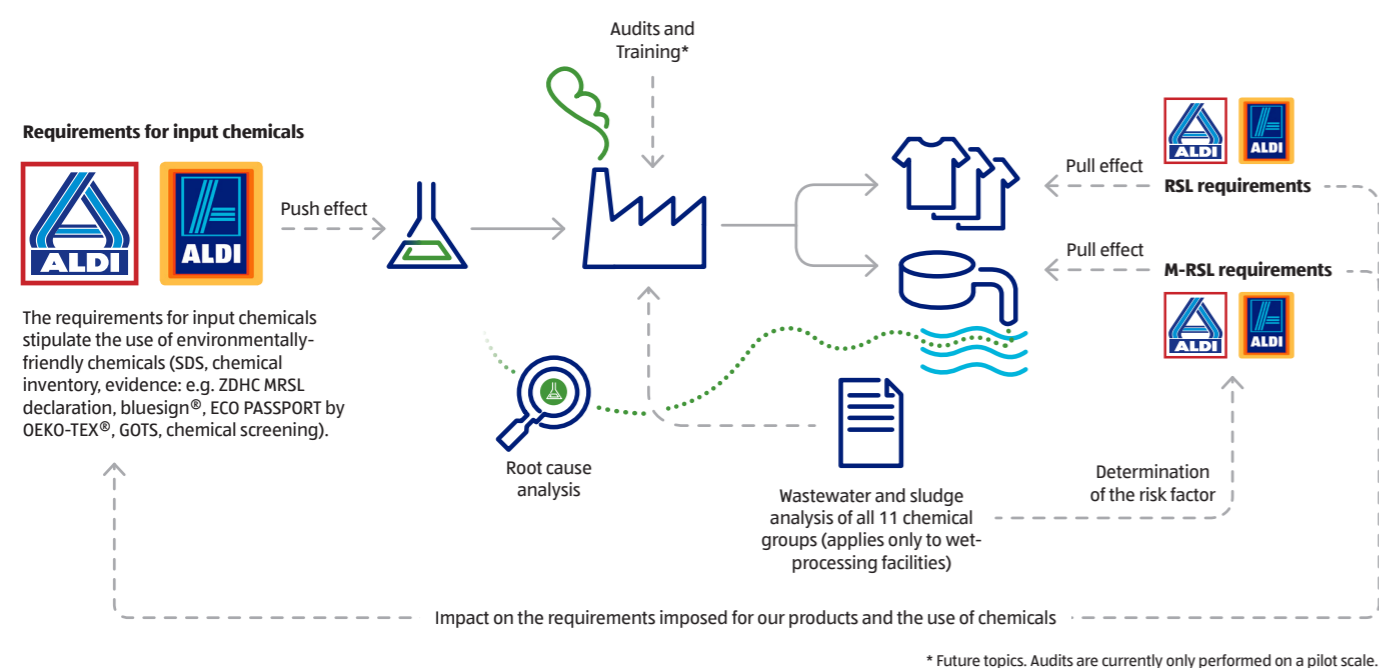 Audits and
Training*
Requirements for input chemicals
ALDI
ALDI
Push effect
The requirements for input chemicals
stipulate the use of environmentally-
friendly chemicals (SDS, chemical
inventory, evidence: e.g. ZDHC MRSL
declaration, bluesign®, ECO PASSPORT by
OEKO-TEX®, GOTS, chemical screening).
ALDI
ALDI
Pull effect
RSL requirements
Pull effect
M-RSL requirements
ALDI
ALDI
Root cause
analysis
Wastewater and sludge
analysis of all 11 chemical
groups (applies only to wet-
processing facilities)
Determination
of the risk factor
Impact on the requirements imposed for our products and the use of chemicals
* Future topics. Audits are currently only performed on a pilot scale.